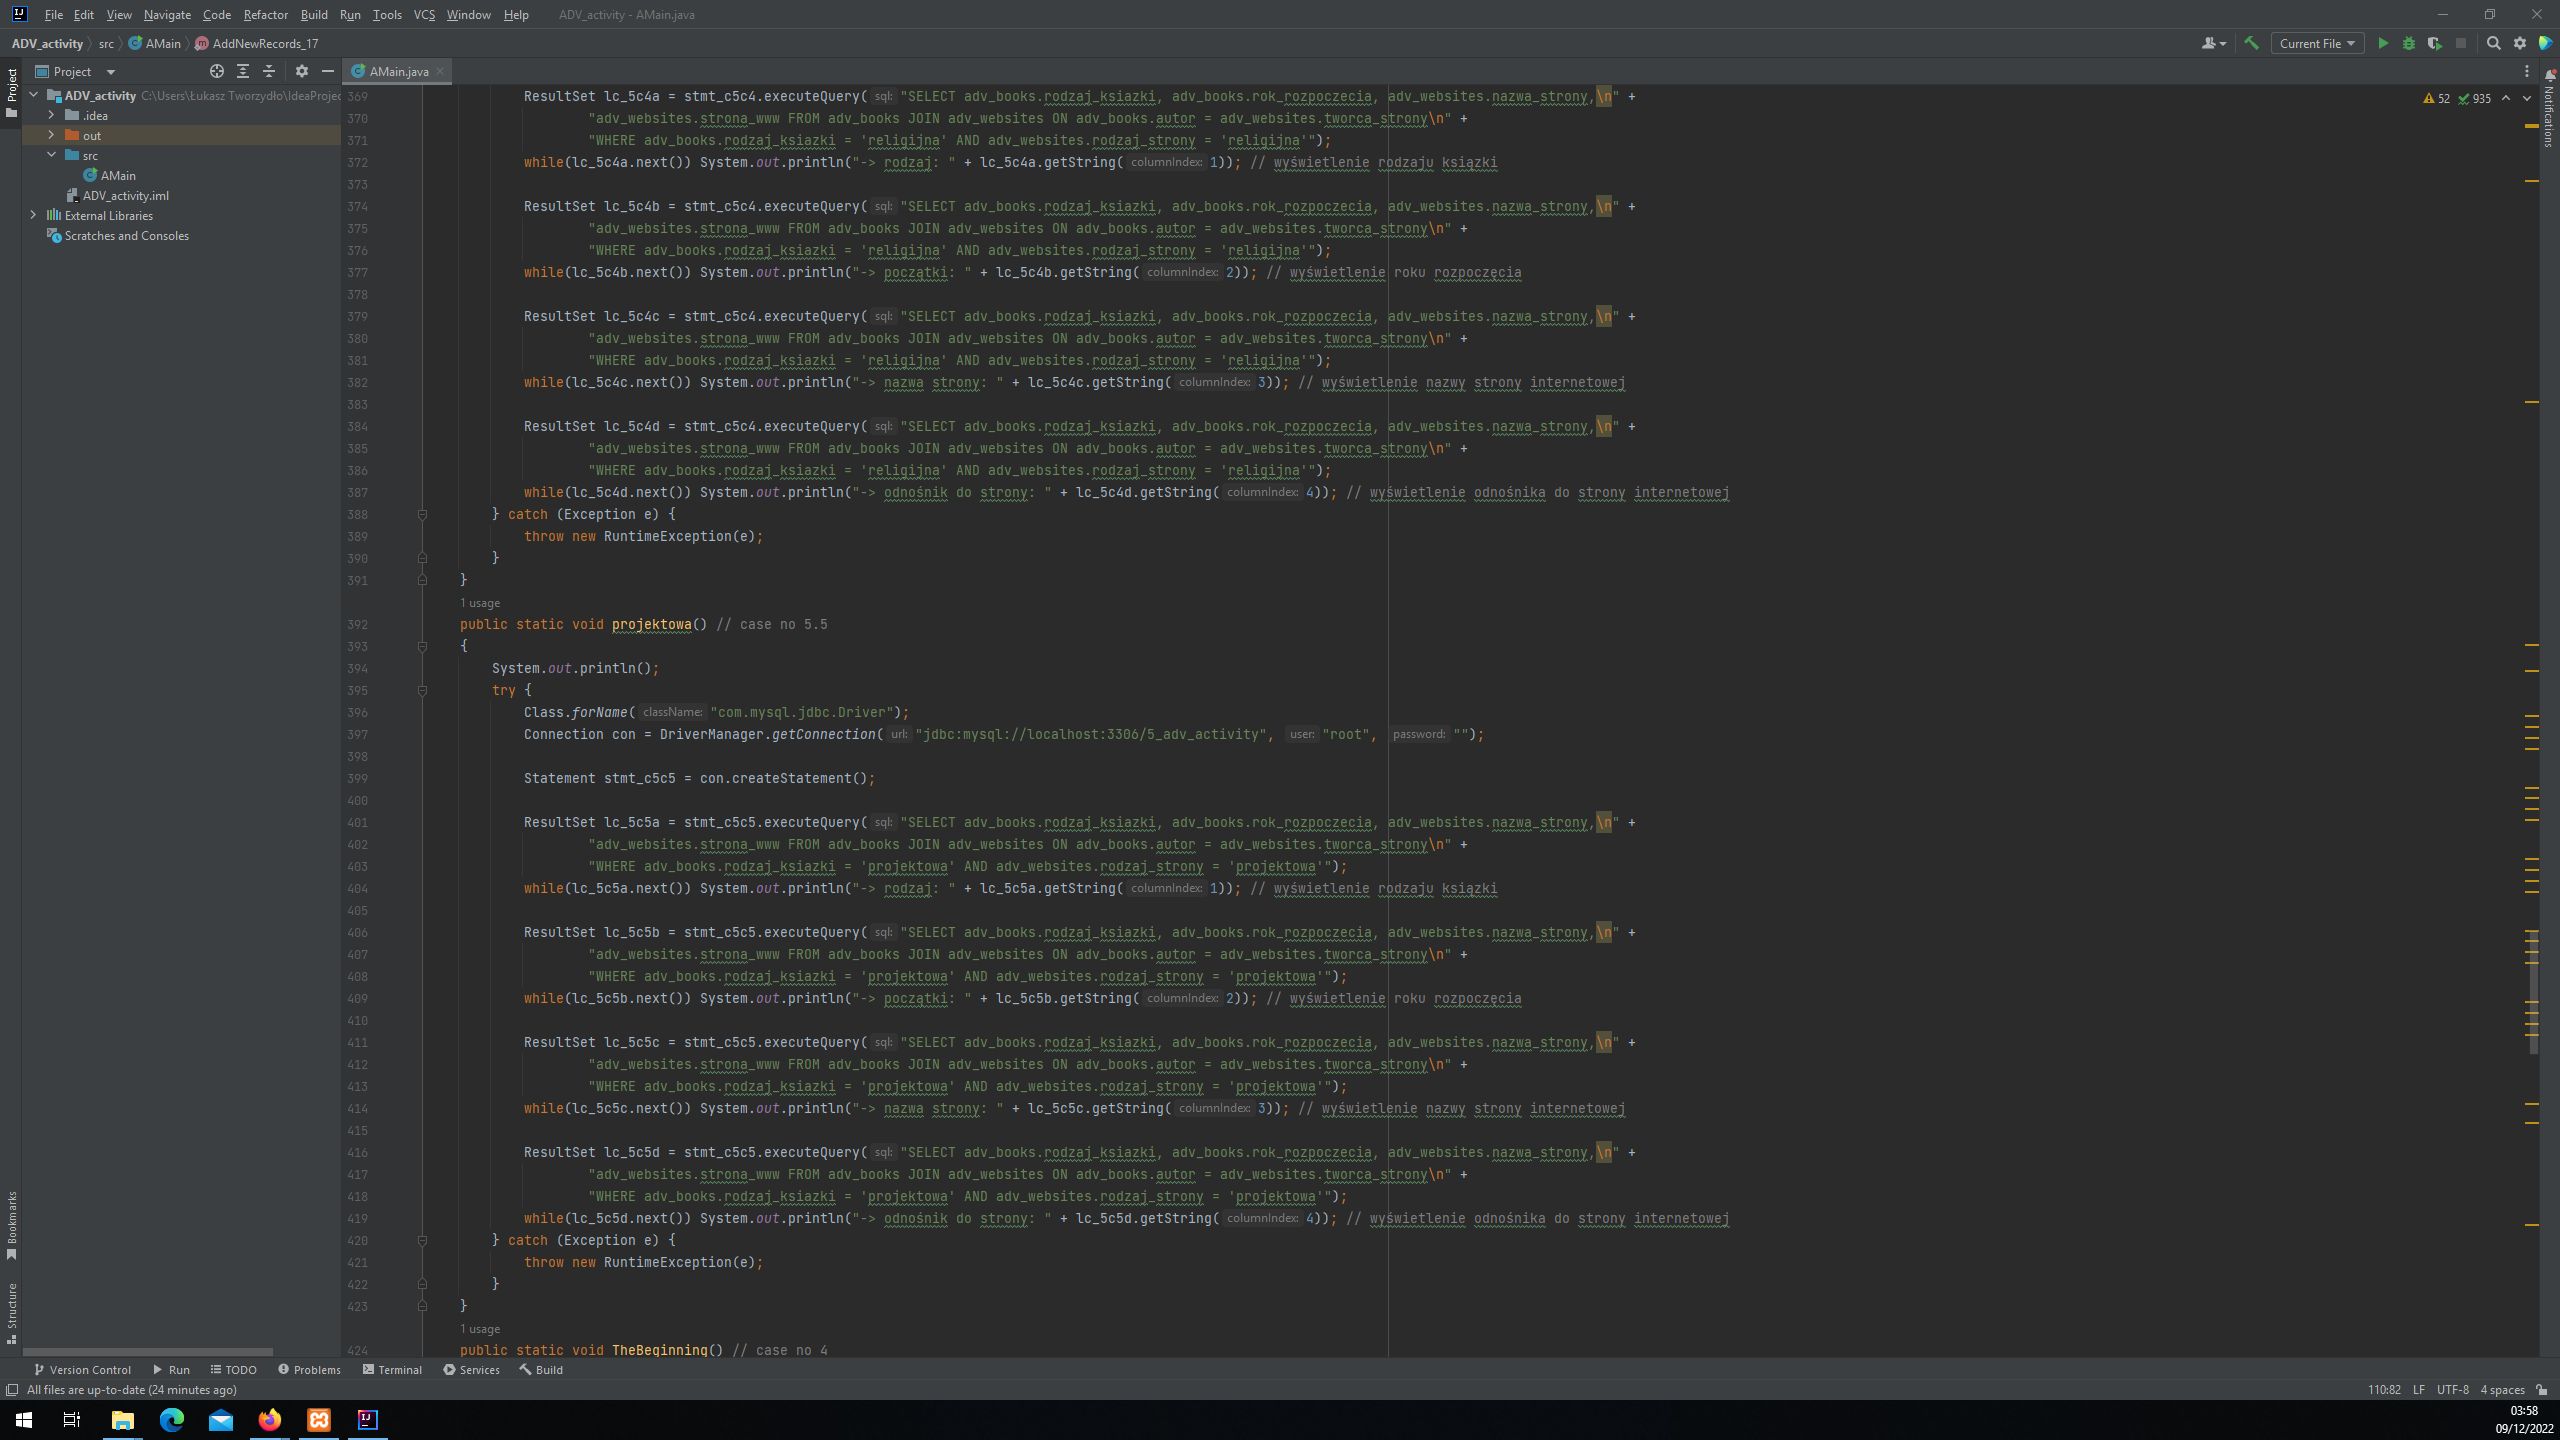 File Edit View Navigate Code Refactor Build Run Tools VCS Window Help ADV_activity - AMain.java
ADV_activity src AMain AddNewRecords_17 Current File
Project AMain.java
ADV_activity C:\Users\Łukasz Tworzydło\IdeaProjec
.idea
out
src
AMain
ADV_activity.iml
External Libraries
Scratches and Consoles
Project
Bookmarks
Structure
Notifications
52 935
369 ResultSet lc_5c4a = stmt_c5c4.executeQuery( sql: "SELECT adv_books.rodzaj_ksiazki, adv_books.rok_rozpoczecia, adv_websites.nazwa_strony,\n" +
370 "adv_websites.strona_www FROM adv_books JOIN adv_websites ON adv_books.autor = adv_websites.tworca_strony\n" +
371 "WHERE adv_books.rodzaj_ksiazki = 'religijna' AND adv_websites.rodzaj_strony = 'religijna'");
372 while(lc_5c4a.next()) System.out.println("-> rodzaj: " + lc_5c4a.getString( columnIndex: 1)); // wyświetlenie rodzaju książki
373
374 ResultSet lc_5c4b = stmt_c5c4.executeQuery( sql: "SELECT adv_books.rodzaj_ksiazki, adv_books.rok_rozpoczecia, adv_websites.nazwa_strony,\n" +
375 "adv_websites.strona_www FROM adv_books JOIN adv_websites ON adv_books.autor = adv_websites.tworca_strony\n" +
376 "WHERE adv_books.rodzaj_ksiazki = 'religijna' AND adv_websites.rodzaj_strony = 'religijna'");
377 while(lc_5c4b.next()) System.out.println("-> początki: " + lc_5c4b.getString( columnIndex: 2)); // wyświetlenie roku rozpoczęcia
378
379 ResultSet lc_5c4c = stmt_c5c4.executeQuery( sql: "SELECT adv_books.rodzaj_ksiazki, adv_books.rok_rozpoczecia, adv_websites.nazwa_strony,\n" +
380 "adv_websites.strona_www FROM adv_books JOIN adv_websites ON adv_books.autor = adv_websites.tworca_strony\n" +
381 "WHERE adv_books.rodzaj_ksiazki = 'religijna' AND adv_websites.rodzaj_strony = 'religijna'");
382 while(lc_5c4c.next()) System.out.println("-> nazwa strony: " + lc_5c4c.getString( columnIndex: 3)); // wyświetlenie nazwy strony internetowej
383
384 ResultSet lc_5c4d = stmt_c5c4.executeQuery( sql: "SELECT adv_books.rodzaj_ksiazki, adv_books.rok_rozpoczecia, adv_websites.nazwa_strony,\n" +
385 "adv_websites.strona_www FROM adv_books JOIN adv_websites ON adv_books.autor = adv_websites.tworca_strony\n" +
386 "WHERE adv_books.rodzaj_ksiazki = 'religijna' AND adv_websites.rodzaj_strony = 'religijna'");
387 while(lc_5c4d.next()) System.out.println("-> odnośnik do strony: " + lc_5c4d.getString( columnIndex: 4)); // wyświetlenie odnośnika do strony internetowej
388 } catch (Exception e) {
389 throw new RuntimeException(e);
390 }
391 }
1 usage
392 public static void projektowa() // case no 5.5
393 {
394 System.out.println();
395 try {
396 Class.forName( className: "com.mysql.jdbc.Driver");
397 Connection con = DriverManager.getConnection( url: "jdbc:mysql://localhost:3306/5_adv_activity", user: "root", password: "");
398
399 Statement stmt_c5c5 = con.createStatement();
400
401 ResultSet lc_5c5a = stmt_c5c5.executeQuery( sql: "SELECT adv_books.rodzaj_ksiazki, adv_books.rok_rozpoczecia, adv_websites.nazwa_strony,\n" +
402 "adv_websites.strona_www FROM adv_books JOIN adv_websites ON adv_books.autor = adv_websites.tworca_strony\n" +
403 "WHERE adv_books.rodzaj_ksiazki = 'projektowa' AND adv_websites.rodzaj_strony = 'projektowa'");
404 while(lc_5c5a.next()) System.out.println("-> rodzaj: " + lc_5c5a.getString( columnIndex: 1)); // wyświetlenie rodzaju książki
405
406 ResultSet lc_5c5b = stmt_c5c5.executeQuery( sql: "SELECT adv_books.rodzaj_ksiazki, adv_books.rok_rozpoczecia, adv_websites.nazwa_strony,\n" +
407 "adv_websites.strona_www FROM adv_books JOIN adv_websites ON adv_books.autor = adv_websites.tworca_strony\n" +
408 "WHERE adv_books.rodzaj_ksiazki = 'projektowa' AND adv_websites.rodzaj_strony = 'projektowa'");
409 while(lc_5c5b.next()) System.out.println("-> początki: " + lc_5c5b.getString( columnIndex: 2)); // wyświetlenie roku rozpoczęcia
410
411 ResultSet lc_5c5c = stmt_c5c5.executeQuery( sql: "SELECT adv_books.rodzaj_ksiazki, adv_books.rok_rozpoczecia, adv_websites.nazwa_strony,\n" +
412 "adv_websites.strona_www FROM adv_books JOIN adv_websites ON adv_books.autor = adv_websites.tworca_strony\n" +
413 "WHERE adv_books.rodzaj_ksiazki = 'projektowa' AND adv_websites.rodzaj_strony = 'projektowa'");
414 while(lc_5c5c.next()) System.out.println("-> nazwa strony: " + lc_5c5c.getString( columnIndex: 3)); // wyświetlenie nazwy strony internetowej
415
416 ResultSet lc_5c5d = stmt_c5c5.executeQuery( sql: "SELECT adv_books.rodzaj_ksiazki, adv_books.rok_rozpoczecia, adv_websites.nazwa_strony,\n" +
417 "adv_websites.strona_www FROM adv_books JOIN adv_websites ON adv_books.autor = adv_websites.tworca_strony\n" +
418 "WHERE adv_books.rodzaj_ksiazki = 'projektowa' AND adv_websites.rodzaj_strony = 'projektowa'");
419 while(lc_5c5d.next()) System.out.println("-> odnośnik do strony: " + lc_5c5d.getString( columnIndex: 4)); // wyświetlenie odnośnika do strony internetowej
420 } catch (Exception e) {
421 throw new RuntimeException(e);
422 }
423 }
1 usage
424 public static void TheBeginning() // case no 4
Version Control Run TODO Problems Terminal Services Build
All files are up-to-date (24 minutes ago) 110:82 LF UTF-8 4 spaces
03:58
09/12/2022